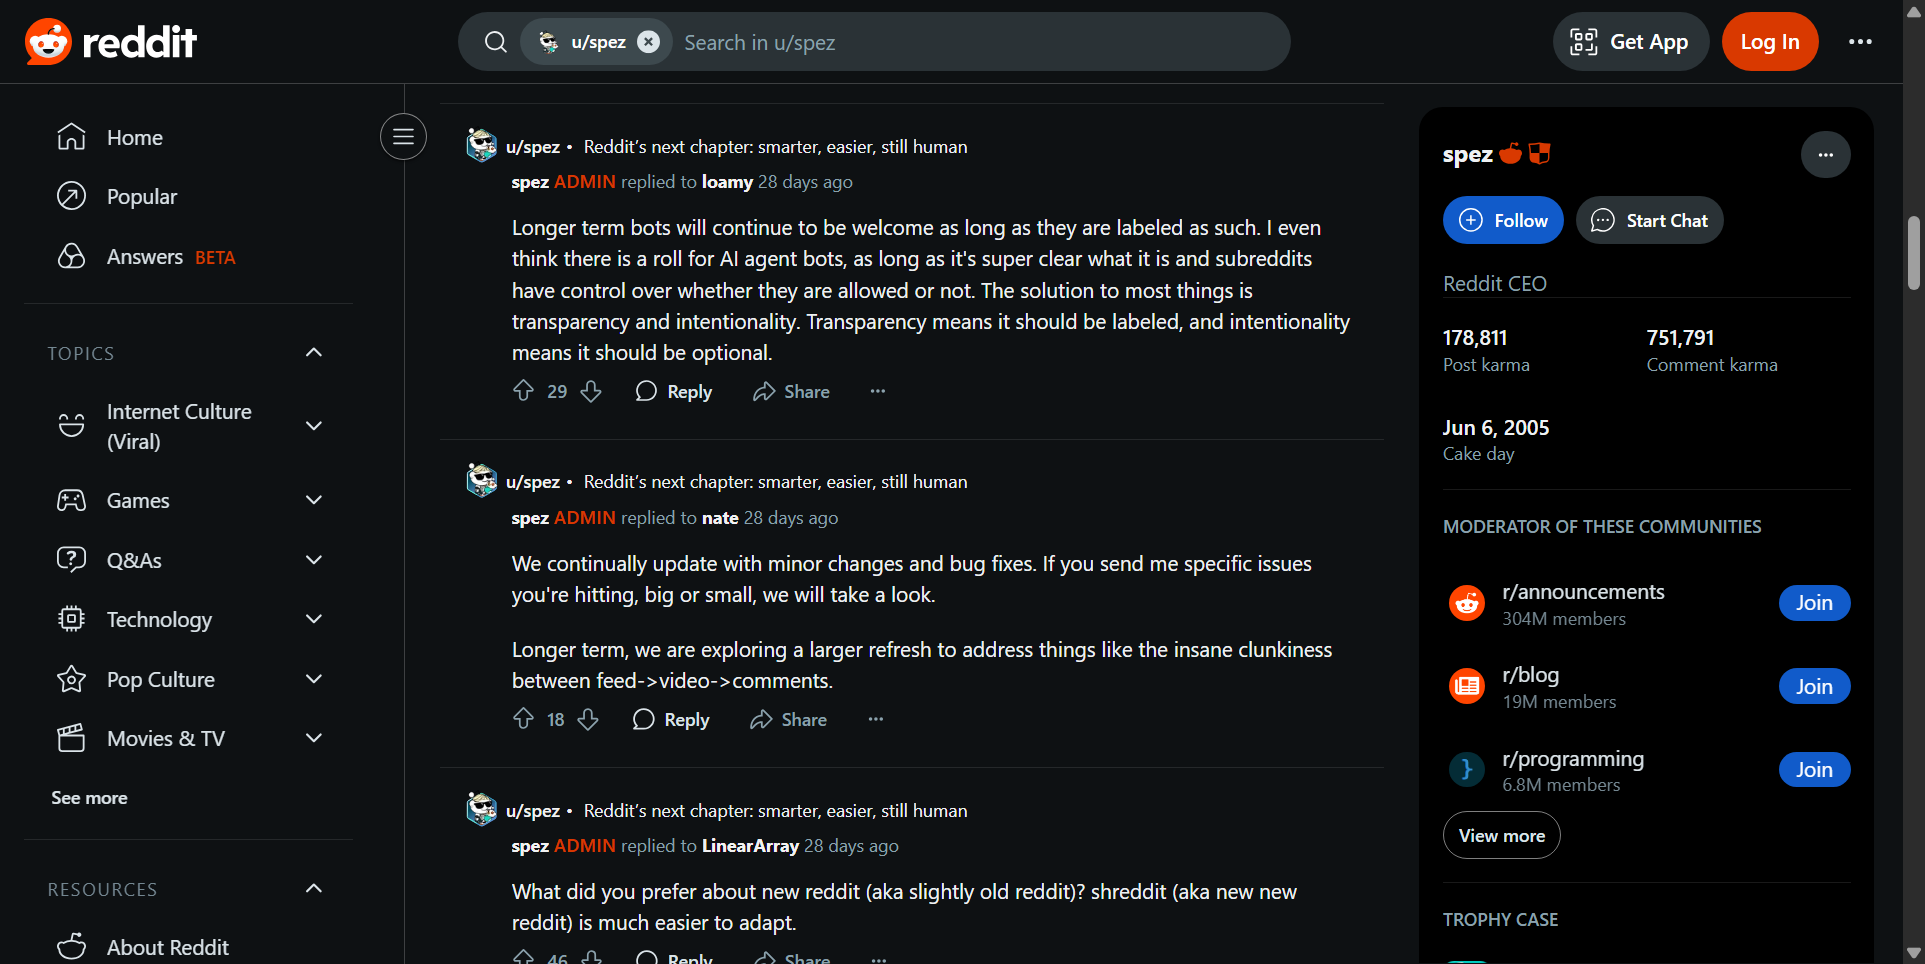 reddit
u/spez
Search in u/spez
Get App
Log In
Home
Popular
Answers BETA
TOPICS
Internet Culture
(Viral)
Games
Q&As
Technology
Pop Culture
Movies & TV
See more
RESOURCES
About Reddit
u/spez • Reddit’s next chapter: smarter, easier, still human
spez ADMIN replied to loamy 28 days ago
Longer term bots will continue to be welcome as long as they are labeled as such. I even
think there is a roll for AI agent bots, as long as it's super clear what it is and subreddits
have control over whether they are allowed or not. The solution to most things is
transparency and intentionality. Transparency means it should be labeled, and intentionality
means it should be optional.
29 Reply Share
u/spez • Reddit’s next chapter: smarter, easier, still human
spez ADMIN replied to nate 28 days ago
We continually update with minor changes and bug fixes. If you send me specific issues
you're hitting, big or small, we will take a look.
Longer term, we are exploring a larger refresh to address things like the insane clunkiness
between feed->video->comments.
18 Reply Share
u/spez • Reddit’s next chapter: smarter, easier, still human
spez ADMIN replied to LinearArray 28 days ago
What did you prefer about new reddit (aka slightly old reddit)? shreddit (aka new new
reddit) is much easier to adapt.
46 Reply Share
spez
Follow
Start Chat
Reddit CEO
178,811 751,791
Post karma Comment karma
Jun 6, 2005
Cake day
MODERATOR OF THESE COMMUNITIES
r/announcements
304M members
Join
r/blog
19M members
Join
r/programming
6.8M members
Join
View more
TROPHY CASE